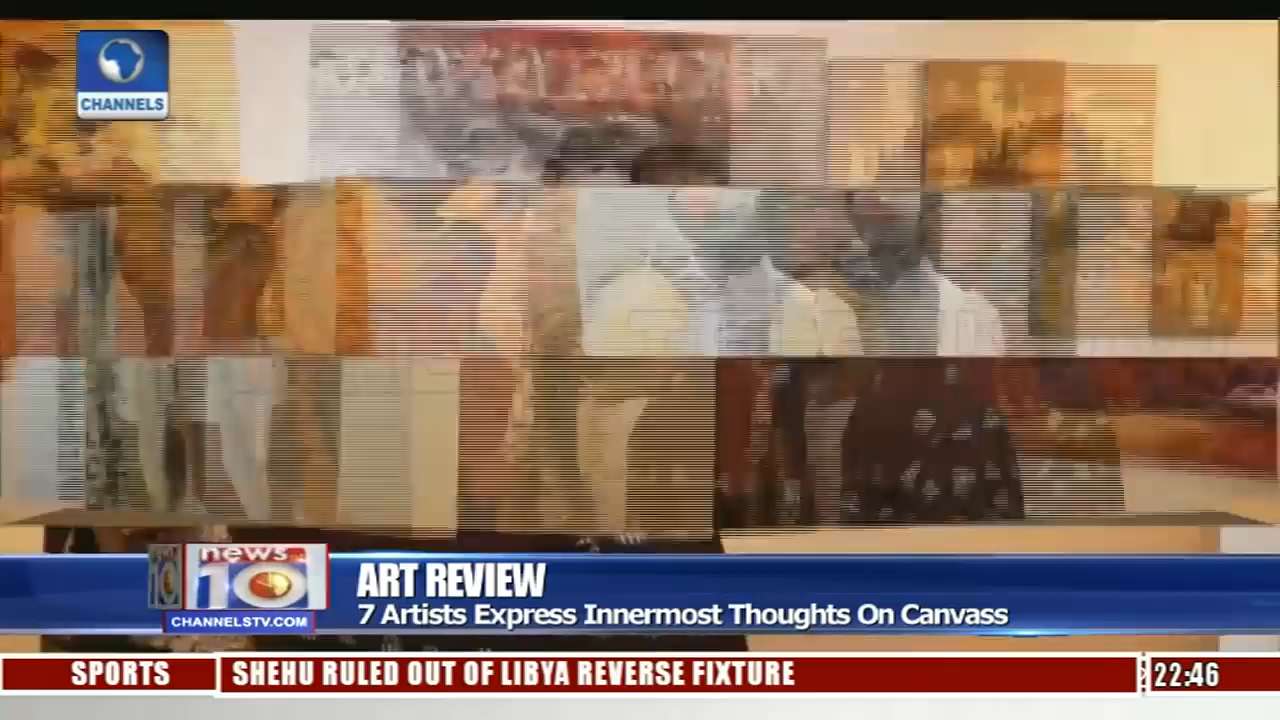 CHANNELS
news
10
CHANNELSTV.COM
ART REVIEW
7 Artists Express Innermost Thoughts On Canvass
SPORTS
SHEHU RULED OUT OF LIBYA REVERSE FIXTURE
22:46